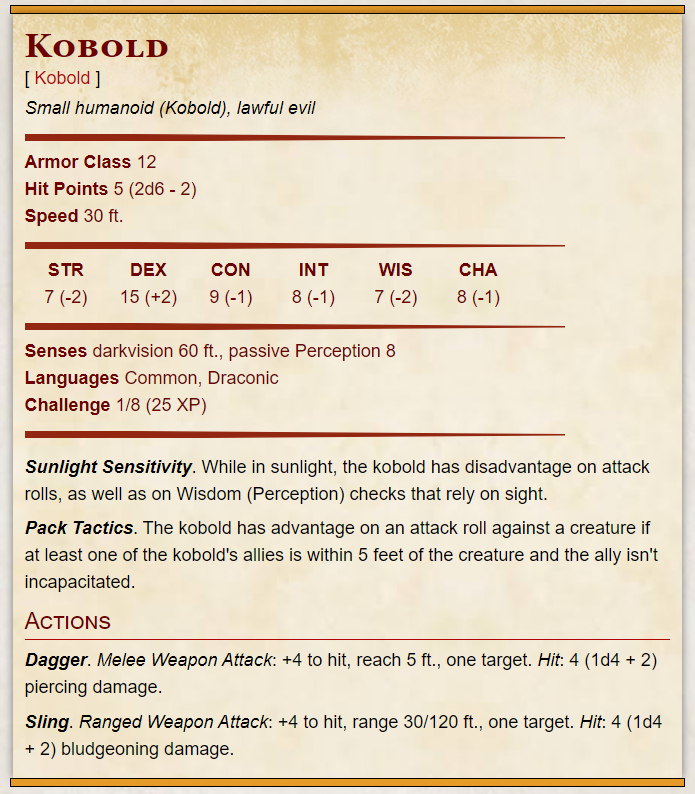 Kobold
[ Kobold ]
Small humanoid (Kobold), lawful evil
Armor Class 12
Hit Points 5 (2d6 - 2)
Speed 30 ft.
STR DEX CON INT WIS CHA
7 (-2) 15 (+2) 9 (-1) 8 (-1) 7 (-2) 8 (-1)
Senses darkvision 60 ft., passive Perception 8
Languages Common, Draconic
Challenge 1/8 (25 XP)
Sunlight Sensitivity. While in sunlight, the kobold has disadvantage on attack
rolls, as well as on Wisdom (Perception) checks that rely on sight.
Pack Tactics. The kobold has advantage on an attack roll against a creature if
at least one of the kobold's allies is within 5 feet of the creature and the ally isn't
incapacitated.
Actions
Dagger. Melee Weapon Attack: +4 to hit, reach 5 ft., one target. Hit: 4 (1d4 + 2)
piercing damage.
Sling. Ranged Weapon Attack: +4 to hit, range 30/120 ft., one target. Hit: 4 (1d4
+ 2) bludgeoning damage.